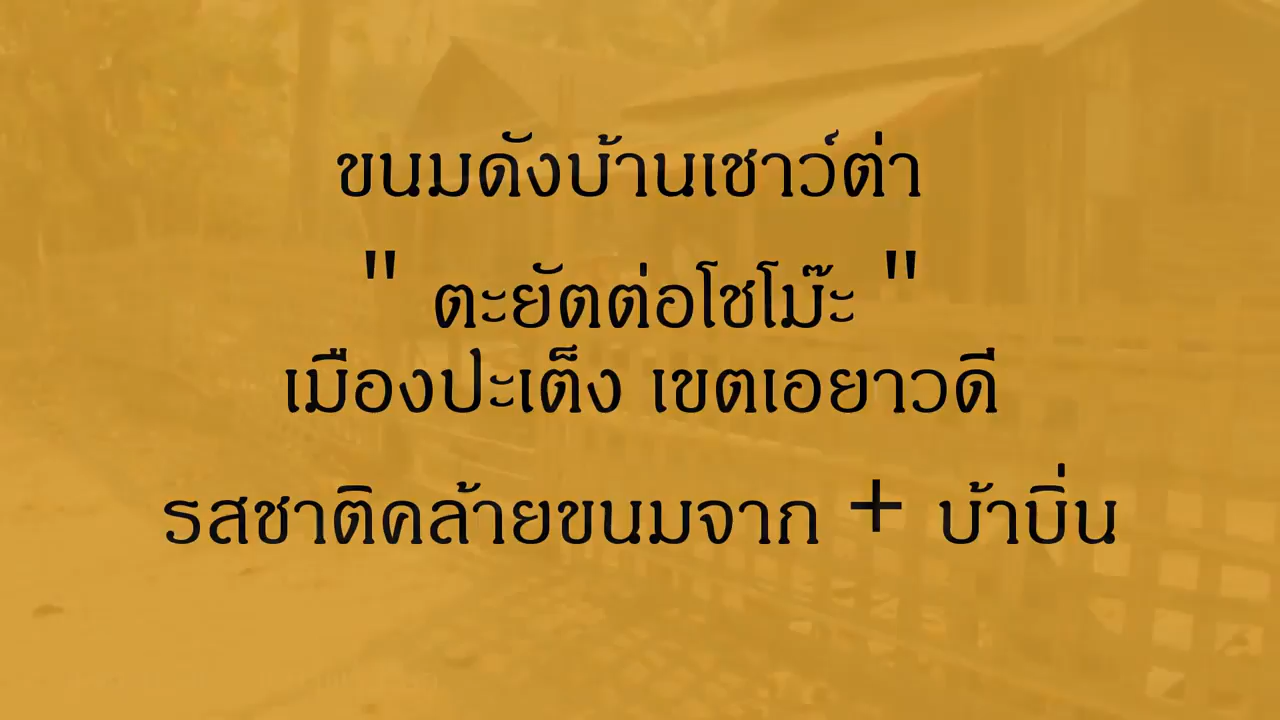 ขนมดังบ้านเชาว์ต่า
" ตะยัตต่อโชโม๊ะ "
เมืองปะเต็ง เขตเอยาวดี
รสชาติคล้ายขนมจาก + บ้าบิ่น